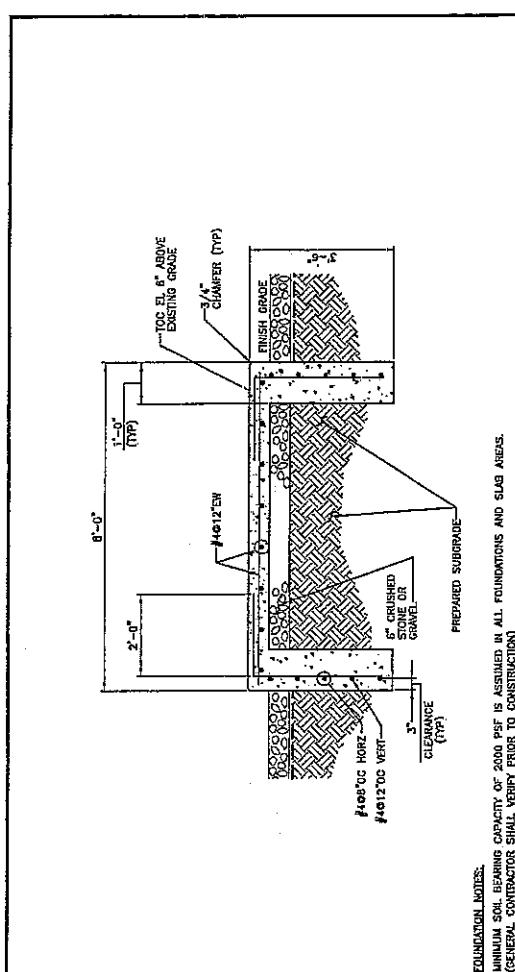 8'-0"
1'-0"
(TYP)
TOC EL 6" ABOVE
EXISTING GRADE
3/4"
CHAMFER (TYP)
2'-0"
#4@12"EW
FINISH GRADE
3'-6"
#4@8"OC HORZ
#4@12"OC VERT
6" CRUSHED
STONE OR
GRAVEL
3"
CLEARANCE
(TYP)
PREPARED SUBGRADE
FOUNDATION NOTES:
MINIMUM SOIL BEARING CAPACITY OF 2000 PSF IS ASSUMED IN ALL FOUNDATIONS AND SLAB AREAS.
(GENERAL CONTRACTOR SHALL VERIFY PRIOR TO CONSTRUCTION)